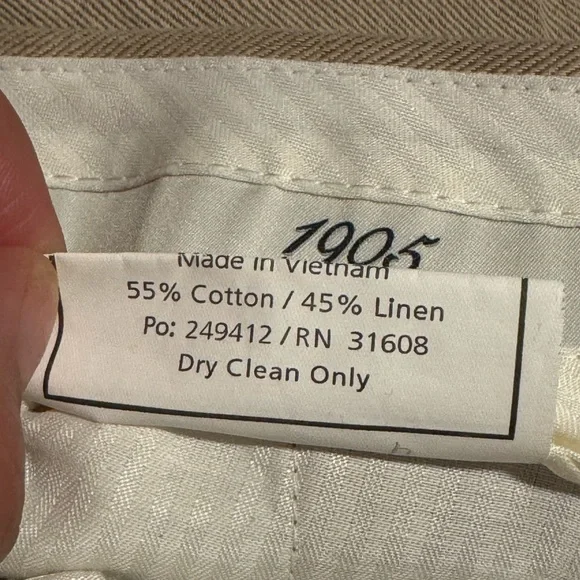 1905
Made in Vietnam
55% Cotton / 45% Linen
Po: 249412 / RN 31608
Dry Clean Only